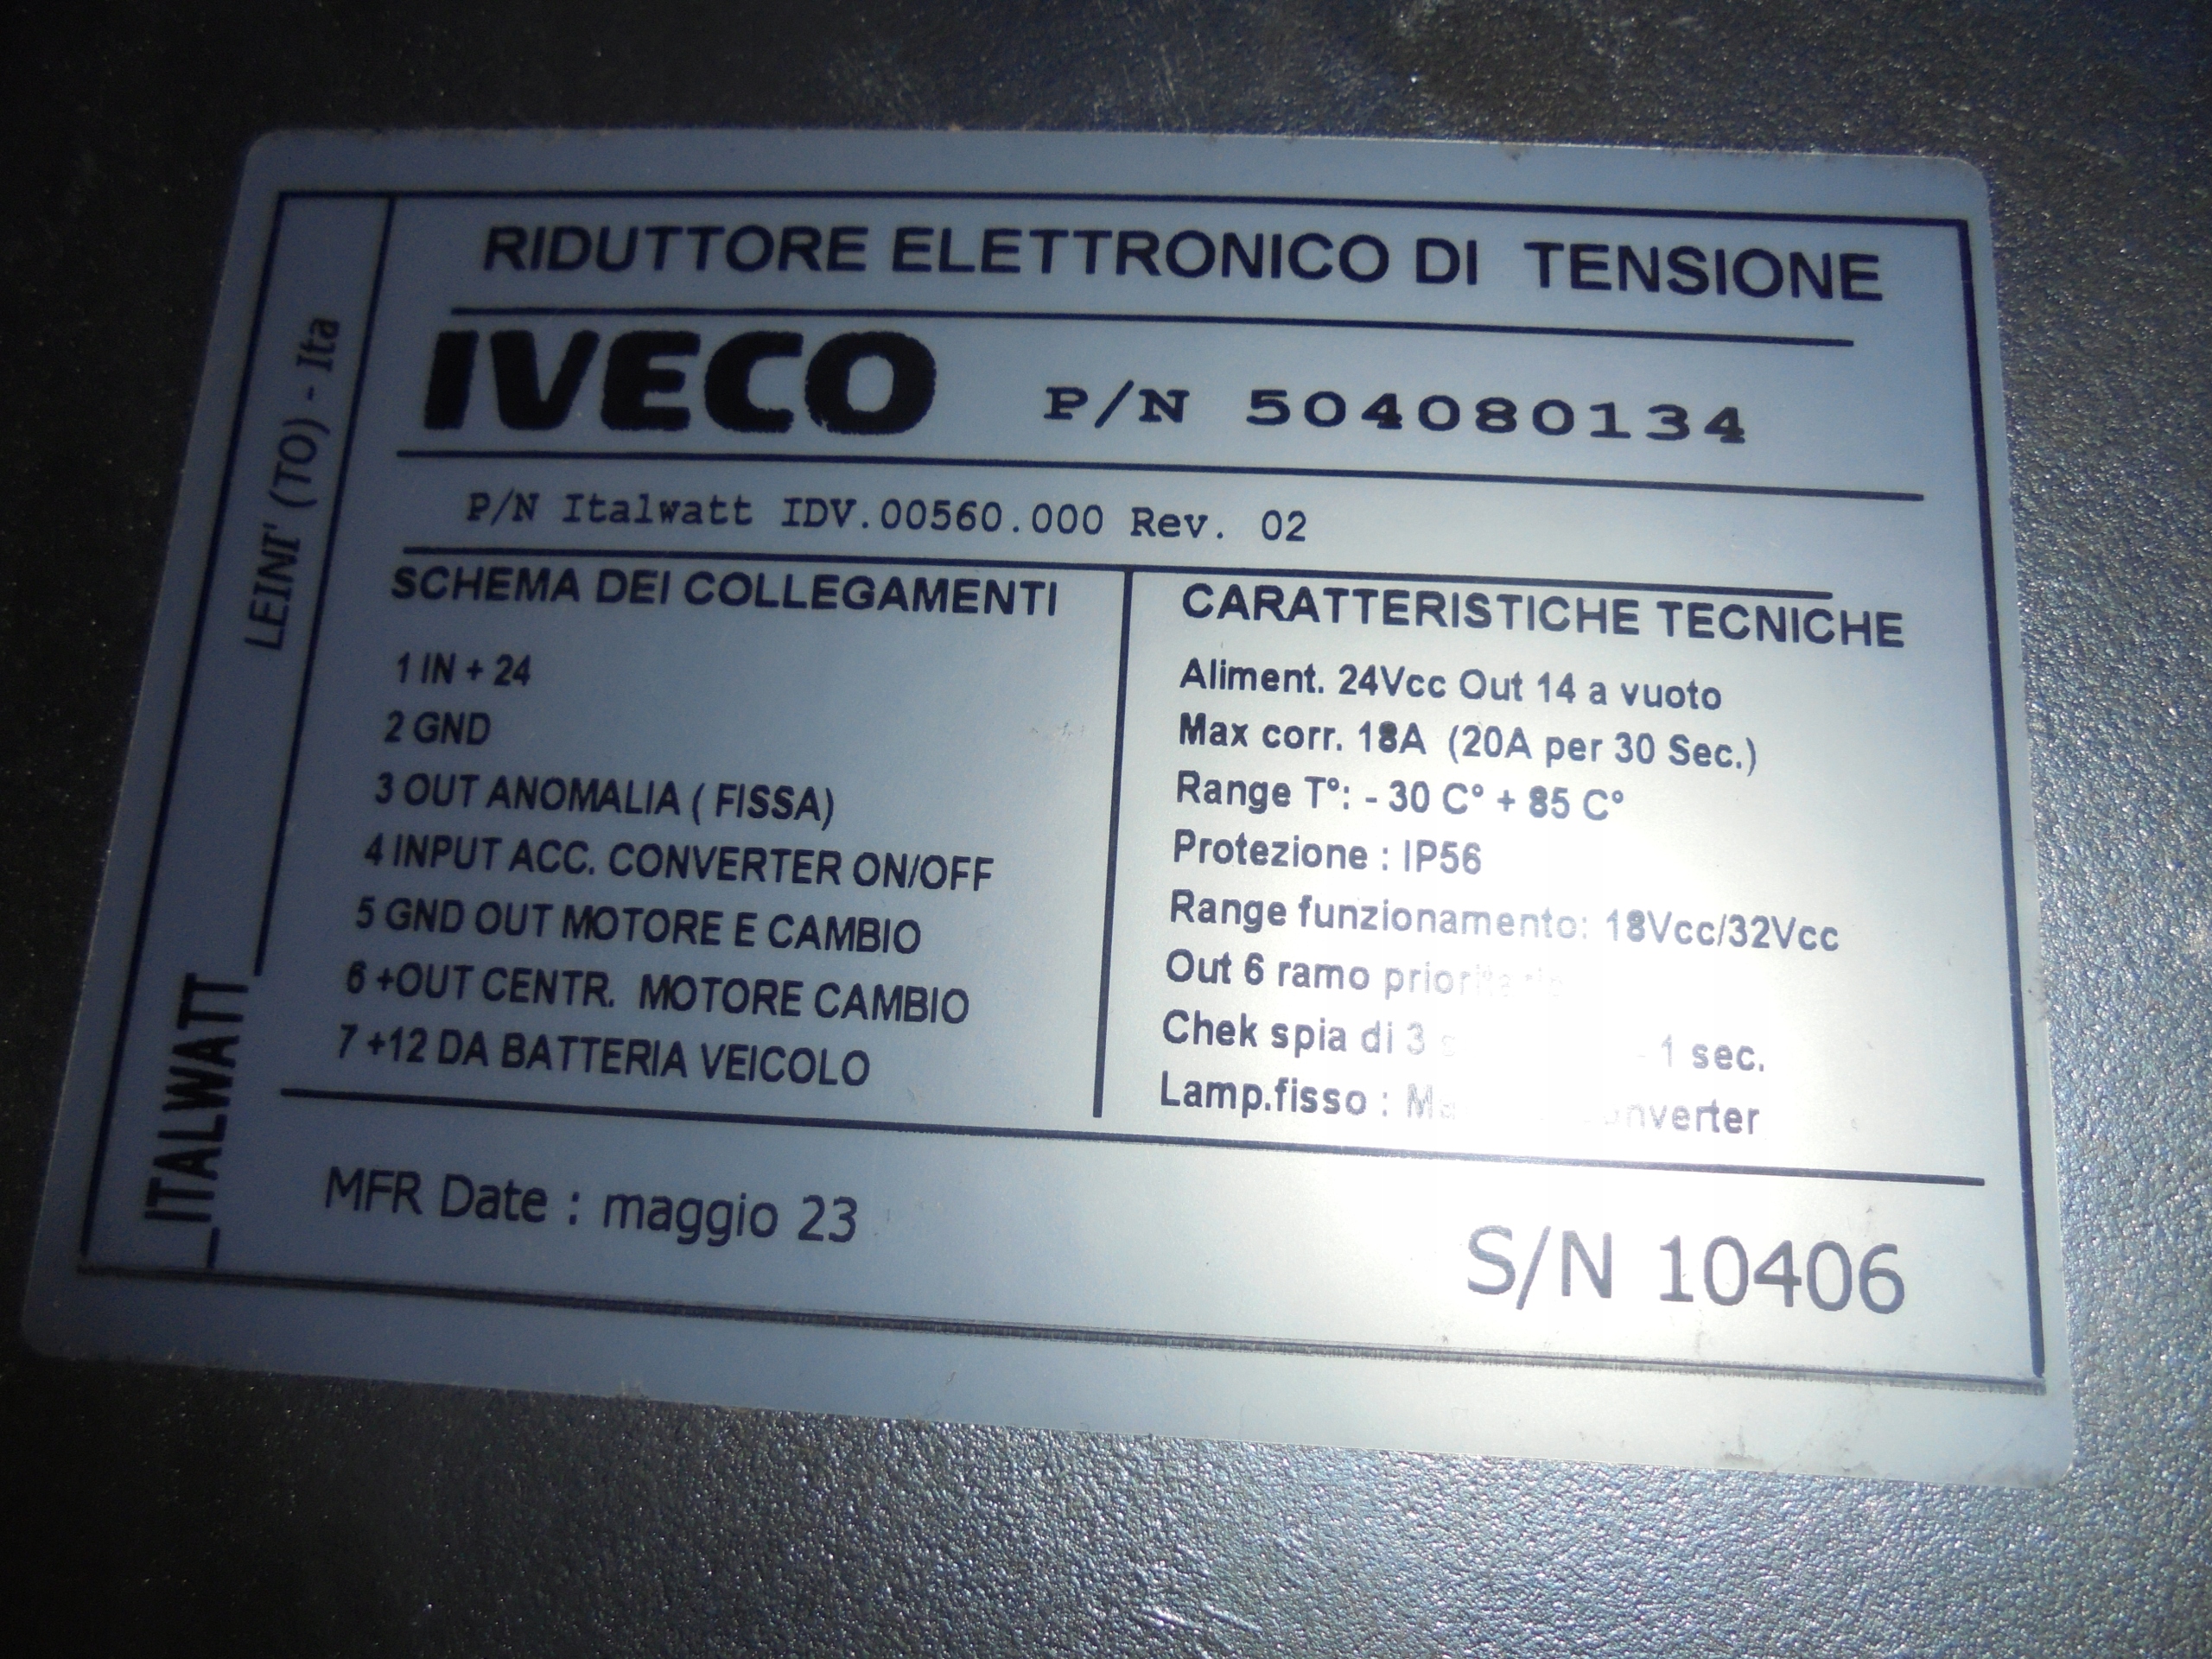 RIDUTTORE ELETTRONICO DI TENSIONE
IVECO P/N 504080134
P/N Italwatt IDV.00560.000 Rev. 02
SCHEMA DEI COLLEGAMENTI
1 IN + 24
2 GND
3 OUT ANOMALIA ( FISSA)
4 INPUT ACC. CONVERTER ON/OFF
5 GND OUT MOTORE E CAMBIO
6 +OUT CENTR. MOTORE CAMBIO
7 +12 DA BATTERIA VEICOLO
CARATTERISTICHE TECNICHE
Aliment. 24Vcc Out 14 a vuoto
Max corr. 18A (20A per 30 Sec.)
Range T°: - 30 C° + 85 C°
Protezione : IP56
Range funzionamento: 18Vcc/32Vcc
Out 6 ramo
Chek spia di 3 - 1 sec.
Lamp.fisso :
MFR Date : maggio 23
S/N 10406
ITALWATT LEINI' (TO) - Ita